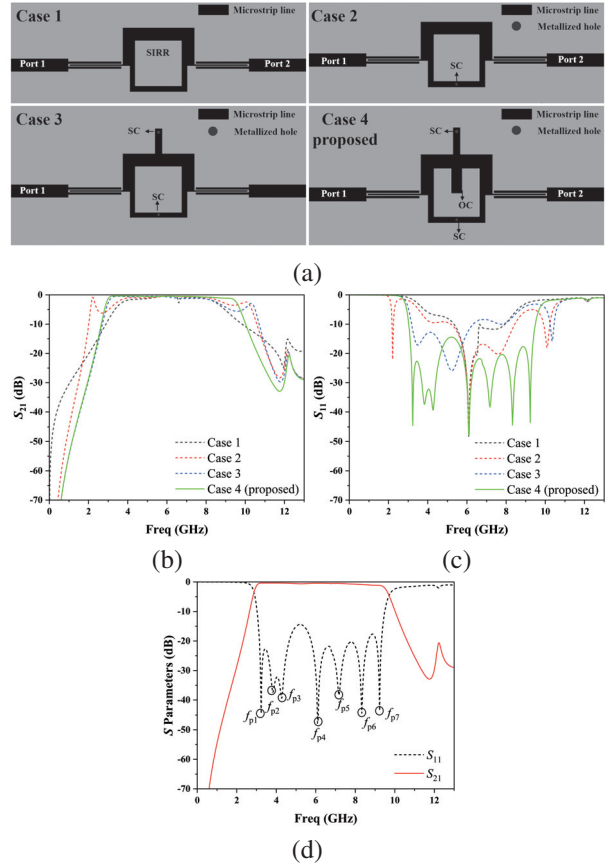 Case 1
Microstrip line
SIRR
Port 1
Port 2
Case 2
Microstrip line
Metallized hole
Port 1
Port 2
SC
Case 3
Microstrip line
Metallized hole
SC
Port 1
SC
Case 4
proposed
Microstrip line
Metallized hole
SC
Port 1
Port 2
OC
SC
(a)
0
-10
-20
-30
-40
-50
-60
-70
S21 (dB)
Case 1
Case 2
Case 3
Case 4 (proposed)
0 2 4 6 8 10 12
Freq (GHz)
(b)
0
-10
-20
-30
-40
-50
-60
-70
S11 (dB)
Case 1
Case 2
Case 3
Case 4 (proposed)
0 2 4 6 8 10 12
Freq (GHz)
(c)
0
-10
-20
-30
-40
-50
-60
-70
S Parameters (dB)
fp1
fp2
fp3
fp4
fp5
fp6
fp7
S11
S21
0 2 4 6 8 10 12
Freq (GHz)
(d)